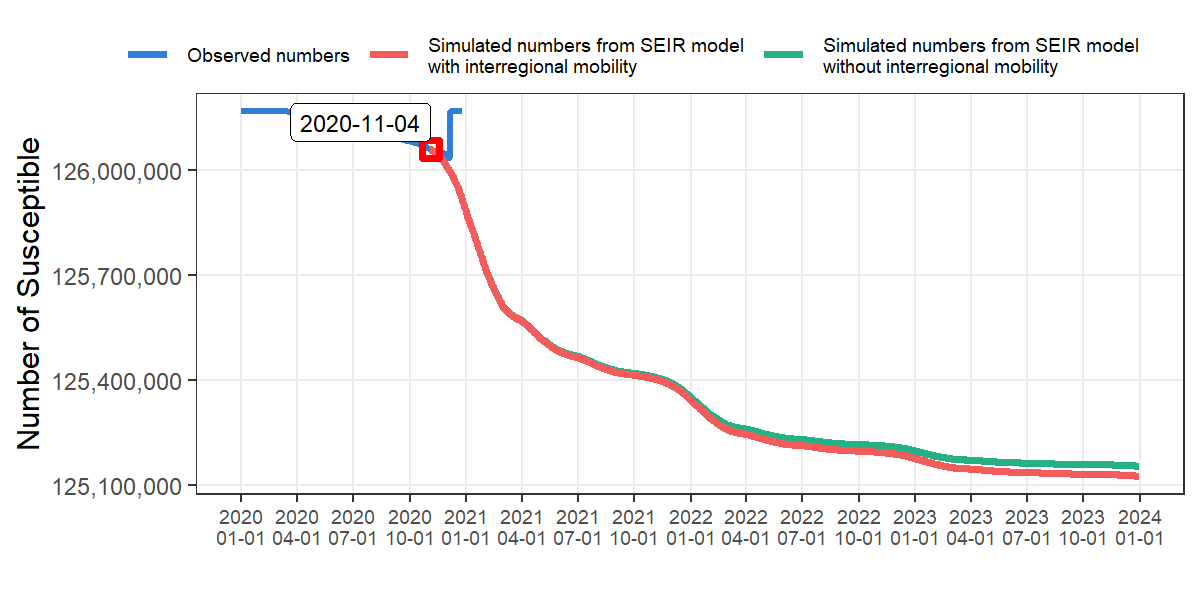 Observed numbers
Simulated numbers from SEIR model
with interregional mobility
Simulated numbers from SEIR model
without interregional mobility
2020-11-04
Number of Susceptible
126,000,000
125,700,000
125,400,000
125,100,000
2020 2020 2020 2020 2021 2021 2021 2021 2022 2022 2022 2022 2023 2023 2023 2023 2024
01-01 04-01 07-01 10-01 01-01 04-01 07-01 10-01 01-01 04-01 07-01 10-01 01-01 04-01 07-01 10-01 01-01